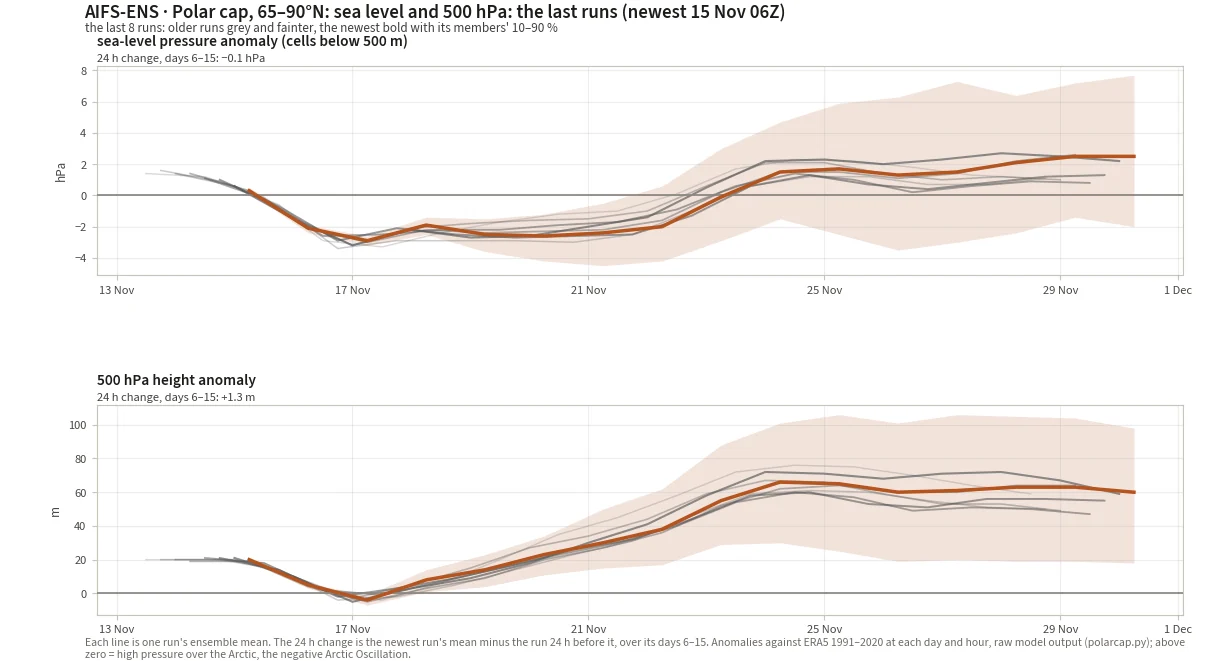 AIFS-ENS · Polar cap, 65–90°N: sea level and 500 hPa: the last runs (newest 15 Nov 06Z)
the last 8 runs: older runs grey and fainter, the newest bold with its members' 10–90 %
sea-level pressure anomaly (cells below 500 m)
24 h change, days 6–15: −0.1 hPa
8
6
4
2
0
−2
−4
hPa
13 Nov
17 Nov
21 Nov
25 Nov
29 Nov
1 Dec
500 hPa height anomaly
24 h change, days 6–15: +1.3 m
100
80
60
40
20
0
m
13 Nov
17 Nov
21 Nov
25 Nov
29 Nov
1 Dec
Each line is one run's ensemble mean. The 24 h change is the newest run's mean minus the run 24 h before it, over its days 6–15. Anomalies against ERA5 1991–2020 at each day and hour, raw model output (polarcap.py); above
zero = high pressure over the Arctic, the negative Arctic Oscillation.